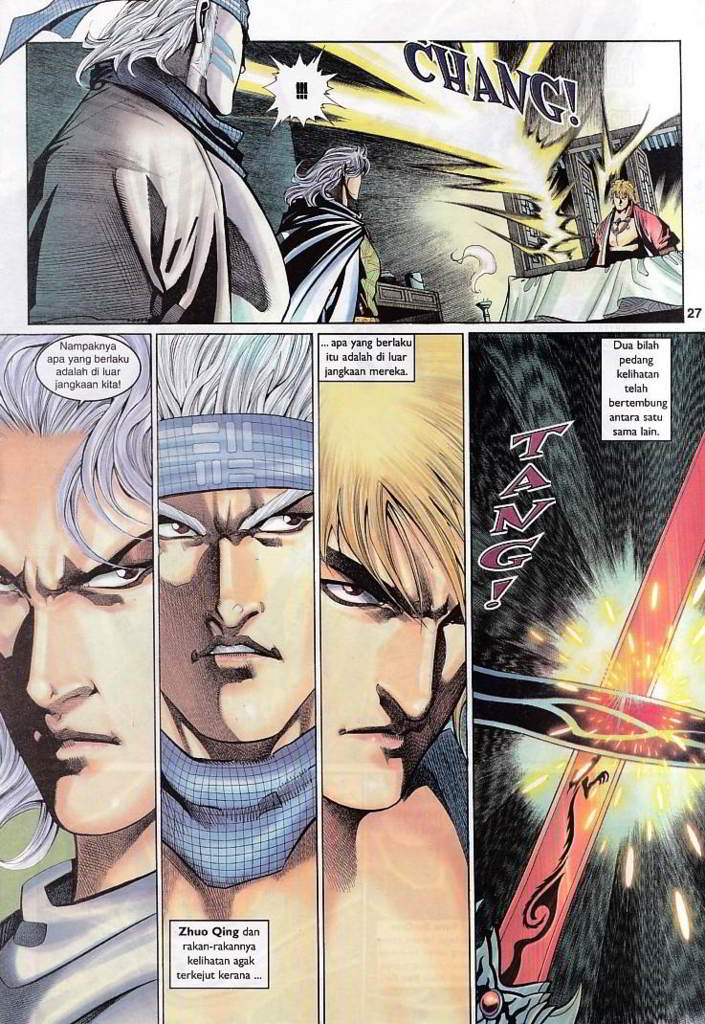 !!!
CHANG!
27
Nampaknya
apa yang berlaku
adalah di luar
jangkaan kita!
Zhuo Qing dan
rakan-rakannya
kelihatan agak
terkejut kerana ...
... apa yang berlaku
itu adalah di luar
jangkaan mereka.
Dua bilah
pedang
kelihatan
telah
bertembung
antara satu
sama lain.
TANG!